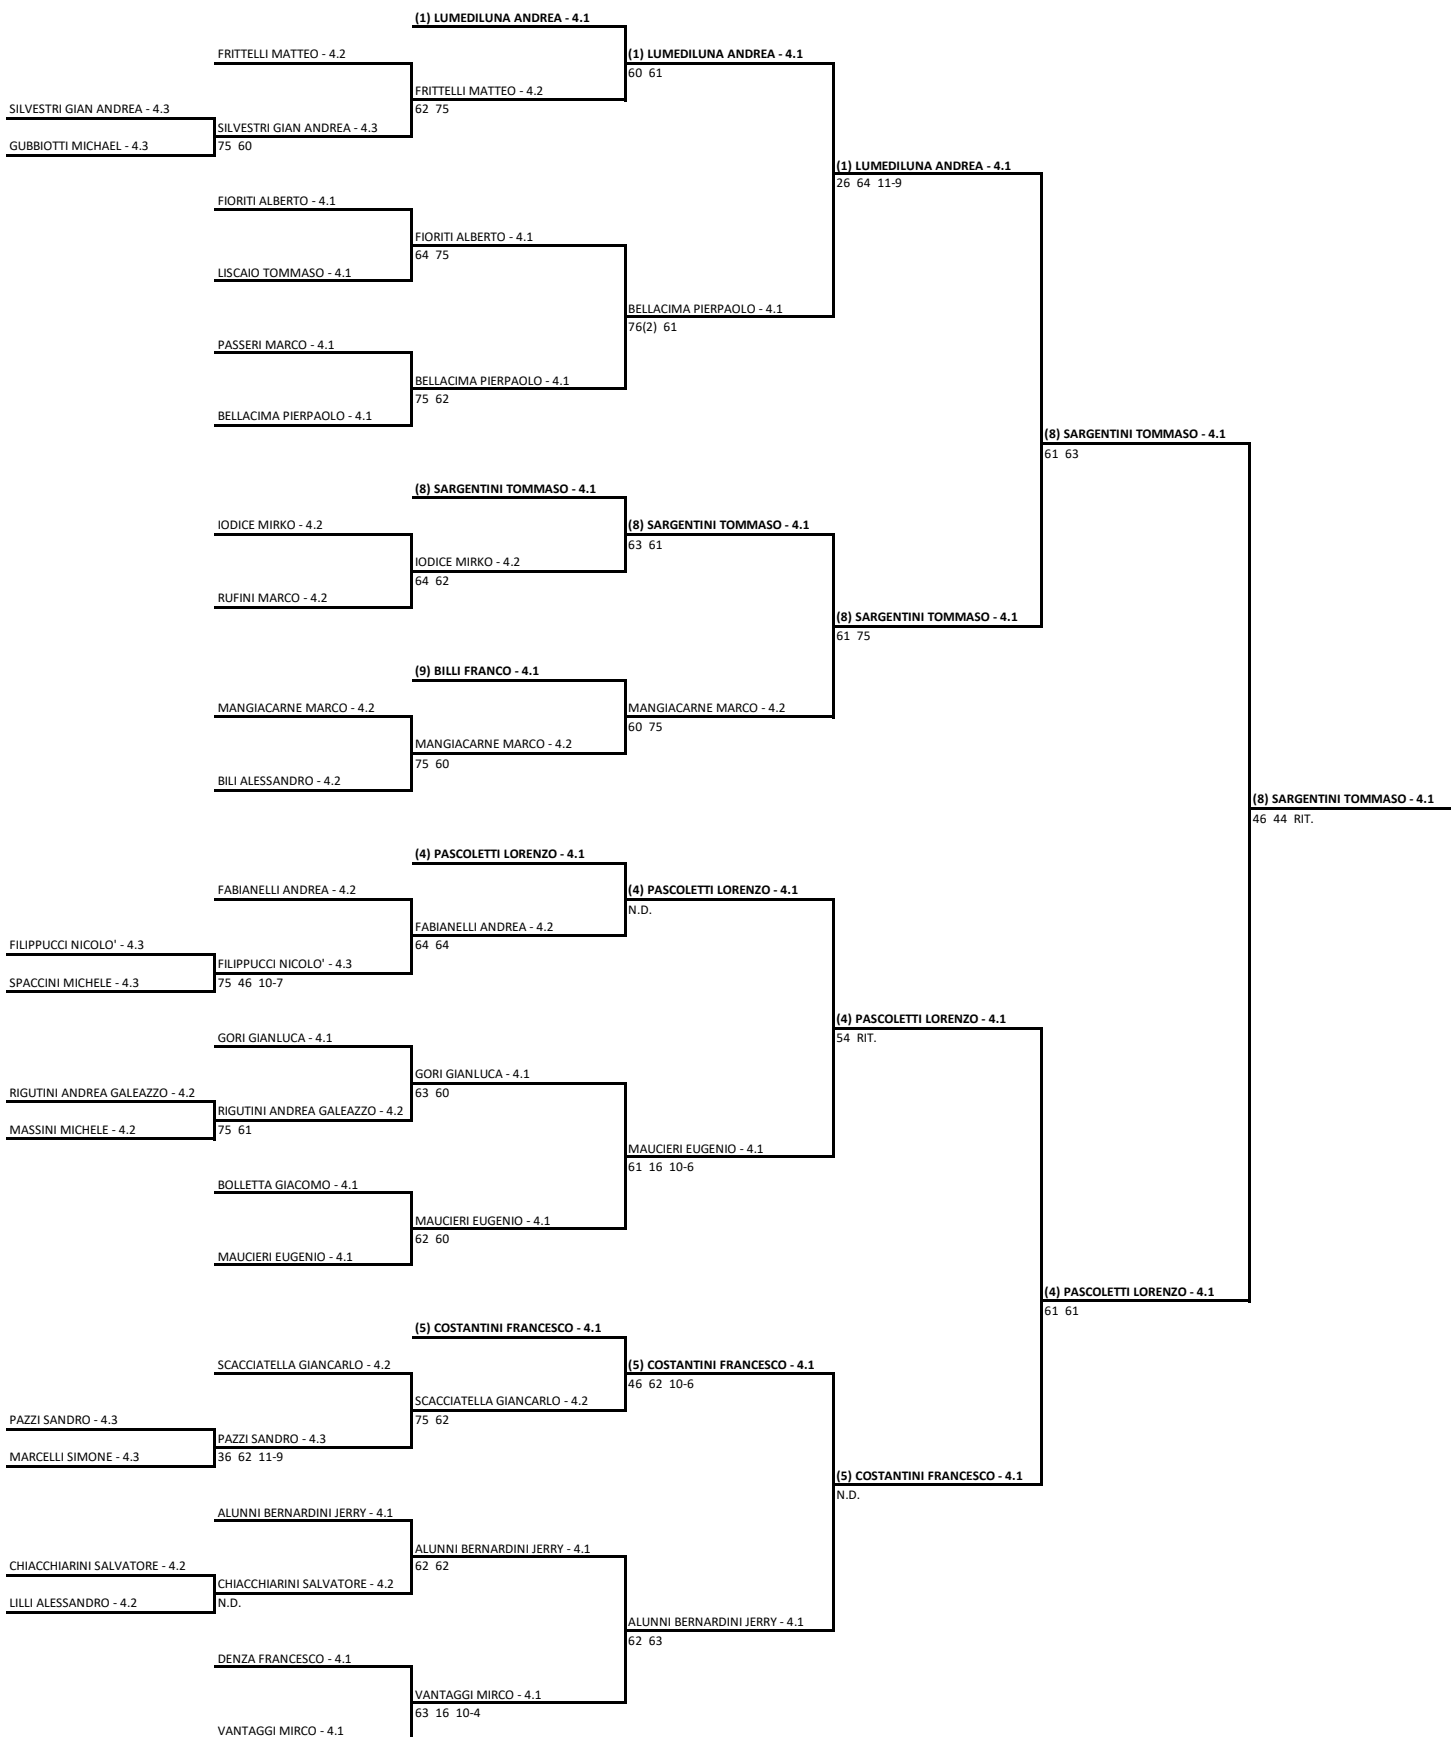 (1) LUMEDILUNA ANDREA - 4.1
FRITTELLI MATTEO - 4.2
(1) LUMEDILUNA ANDREA - 4.1
60 61
FRITTELLI MATTEO - 4.2
62 75
SILVESTRI GIAN ANDREA - 4.3
SILVESTRI GIAN ANDREA - 4.3
75 60
GUBBIOTTI MICHAEL - 4.3
(1) LUMEDILUNA ANDREA - 4.1
26 64 11-9
FIORITI ALBERTO - 4.1
FIORITI ALBERTO - 4.1
64 75
LISCAIO TOMMASO - 4.1
BELLACIMA PIERPAOLO - 4.1
76(2) 61
PASSERI MARCO - 4.1
BELLACIMA PIERPAOLO - 4.1
75 62
BELLACIMA PIERPAOLO - 4.1
(8) SARGENTINI TOMMASO - 4.1
61 63
(8) SARGENTINI TOMMASO - 4.1
IODICE MIRKO - 4.2
(8) SARGENTINI TOMMASO - 4.1
63 61
IODICE MIRKO - 4.2
64 62
RUFINI MARCO - 4.2
(8) SARGENTINI TOMMASO - 4.1
61 75
(9) BILLI FRANCO - 4.1
MANGIACARNE MARCO - 4.2
MANGIACARNE MARCO - 4.2
60 75
MANGIACARNE MARCO - 4.2
75 60
BILI ALESSANDRO - 4.2
(8) SARGENTINI TOMMASO - 4.1
46 44 RIT.
(4) PASCOLETTI LORENZO - 4.1
FABIANELLI ANDREA - 4.2
(4) PASCOLETTI LORENZO - 4.1
N.D.
FABIANELLI ANDREA - 4.2
64 64
FILIPPUCCI NICOLO' - 4.3
FILIPPUCCI NICOLO' - 4.3
75 46 10-7
SPACCINI MICHELE - 4.3
(4) PASCOLETTI LORENZO - 4.1
54 RIT.
GORI GIANLUCA - 4.1
GORI GIANLUCA - 4.1
63 60
RIGUTINI ANDREA GALEAZZO - 4.2
RIGUTINI ANDREA GALEAZZO - 4.2
75 61
MASSINI MICHELE - 4.2
MAUCIERI EUGENIO - 4.1
61 16 10-6
BOLLETTA GIACOMO - 4.1
MAUCIERI EUGENIO - 4.1
62 60
MAUCIERI EUGENIO - 4.1
(4) PASCOLETTI LORENZO - 4.1
61 61
(5) COSTANTINI FRANCESCO - 4.1
SCACCIATELLA GIANCARLO - 4.2
(5) COSTANTINI FRANCESCO - 4.1
46 62 10-6
SCACCIATELLA GIANCARLO - 4.2
75 62
PAZZI SANDRO - 4.3
PAZZI SANDRO - 4.3
36 62 11-9
MARCELLI SIMONE - 4.3
(5) COSTANTINI FRANCESCO - 4.1
N.D.
ALUNNI BERNARDINI JERRY - 4.1
ALUNNI BERNARDINI JERRY - 4.1
62 62
CHIACCHIARINI SALVATORE - 4.2
CHIACCHIARINI SALVATORE - 4.2
N.D.
LILLI ALESSANDRO - 4.2
ALUNNI BERNARDINI JERRY - 4.1
62 63
DENZA FRANCESCO - 4.1
VANTAGGI MIRCO - 4.1
63 16 10-4
VANTAGGI MIRCO - 4.1